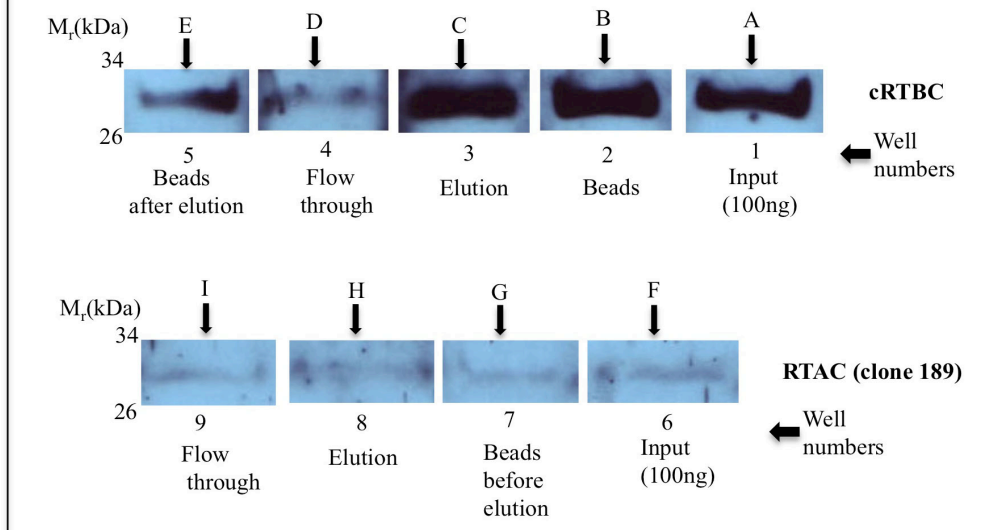 Mr(kDa) E D C B A
34
cRTBC
26
5 4 3 2 1
Well
numbers
Beads
after elution
Flow
through
Elution
Beads
Input
(100ng)
Mr(kDa) I H G F
34
RTAC (clone 189)
26
9 8 7 6
Well
numbers
Flow
through
Elution
Beads
before
elution
Input
(100ng)